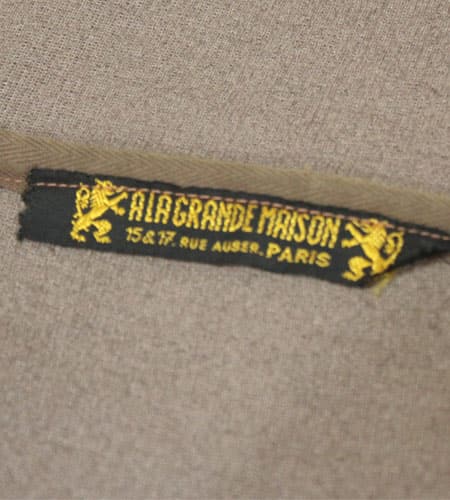 A LA GRANDE MAISON
15 & 17. RUE AUBER. PARIS